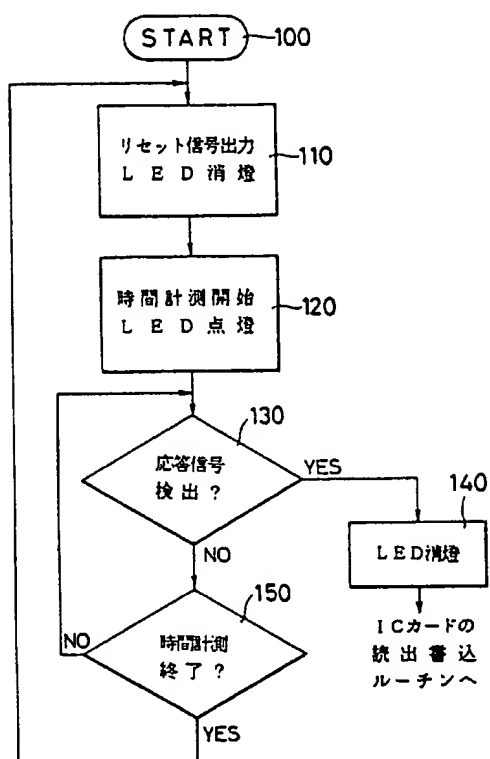 START
100
リセット信号出力
LED消燈
110
時間計測開始
LED点燈
120
130
応答信号
検出?
YES
140
LED消燈
NO
ICカードの
読出書込
ルーチンへ
150
時間計測
終了?
NO
YES